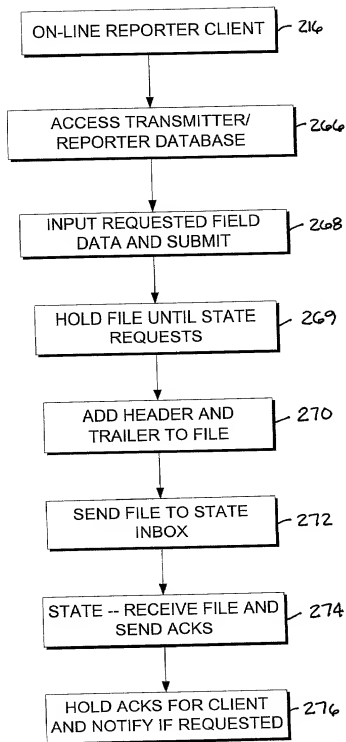 ON-LINE REPORTER CLIENT 216
ACCESS TRANSMITTER/
REPORTER DATABASE
266
INPUT REQUESTED FIELD
DATA AND SUBMIT
268
HOLD FILE UNTIL STATE
REQUESTS
269
ADD HEADER AND
TRAILER TO FILE
270
SEND FILE TO STATE
INBOX
272
STATE -- RECEIVE FILE AND
SEND ACKS
274
HOLD ACKS FOR CLIENT
AND NOTIFY IF REQUESTED
276